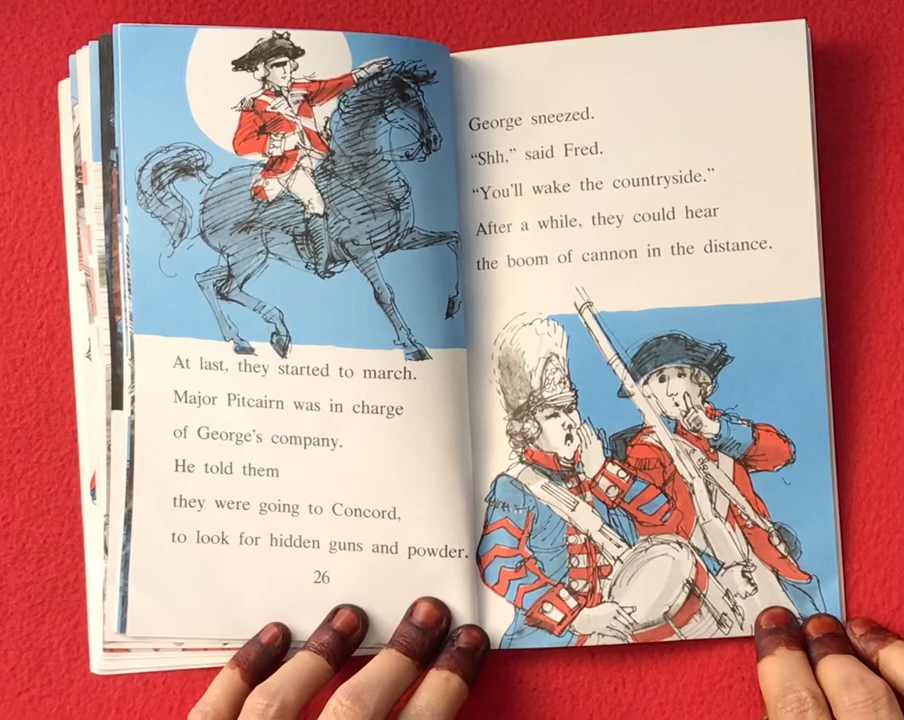 At last, they started to march.
Major Pitcairn was in charge
of George's company.
He told them
they were going to Concord,
to look for hidden guns and powder.
26
George sneezed.
“Shh,” said Fred.
“You'll wake the countryside.”
After a while, they could hear
the boom of cannon in the distance.